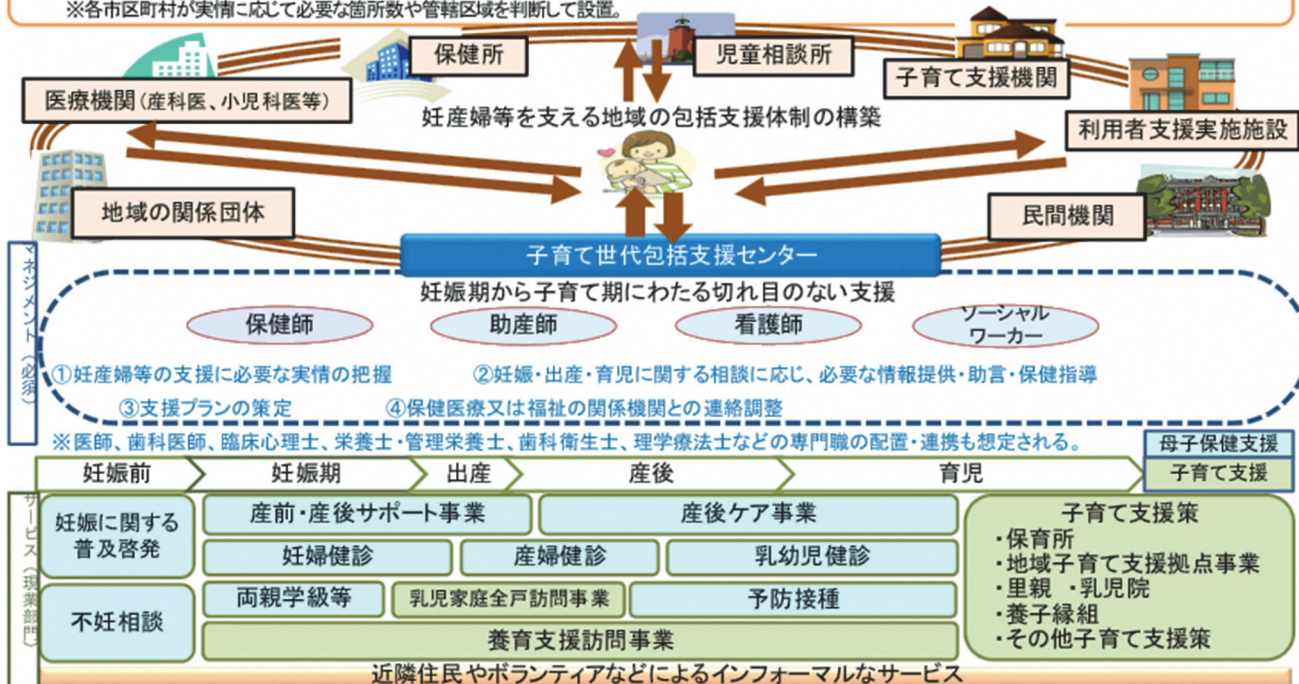 ※各市区町村が実情に応じて必要な箇所数や管轄区域を判断して設置。
保健所
児童相談所
子育て支援機関
医療機関(産科医、小児科医等)
妊産婦等を支える地域の包括支援体制の構築
利用者支援実施施設
地域の関係団体
民間機関
子育て世代包括支援センター
マネジメント(必須)
妊娠期から子育て期にわたる切れ目のない支援
保健師
助産師
看護師
ソーシャル
ワーカー
①妊産婦等の支援に必要な実情の把握
②妊娠・出産・育児に関する相談に応じ、必要な情報提供・助言・保健指導
③支援プランの策定
④保健医療又は福祉の関係機関との連絡調整
※医師、歯科医師、臨床心理士、栄養士・管理栄養士、歯科衛生士、理学療法士などの専門職の配置・連携も想定される。
母子保健支援
子育て支援
妊娠前
妊娠期
出産
産後
育児
サービス(現業部門)
妊娠に関する
普及啓発
産前・産後サポート事業
産後ケア事業
妊婦健診
産婦健診
乳幼児健診
不妊相談
両親学級等
乳児家庭全戸訪問事業
予防接種
養育支援訪問事業
子育て支援策
・保育所
・地域子育て支援拠点事業
・里親 ・乳児院
・養子縁組
・その他子育て支援策
近隣住民やボランティアなどによるインフォーマルなサービス